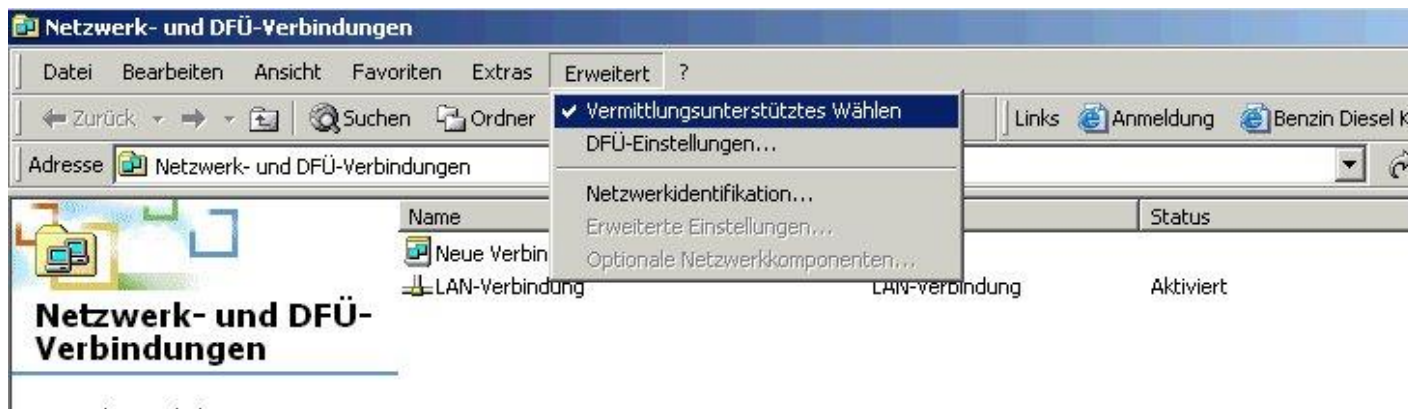 Netzwerk- und DFÜ-Verbindungen
Datei Bearbeiten Ansicht Favoriten Extras Erweitert ?
Zurück Suchen Ordner Links Anmeldung Benzin Diesel K
Vermittlungsunterstütztes Wählen
DFÜ-Einstellungen...
Netzwerkidentifikation...
Erweiterte Einstellungen...
Optionale Netzwerkkomponenten...
Adresse Netzwerk- und DFÜ-Verbindungen
Name Status
Neue Verbin
LAN-Verbindung LAN-Verbindung Aktiviert
Netzwerk- und DFÜ-
Verbindungen